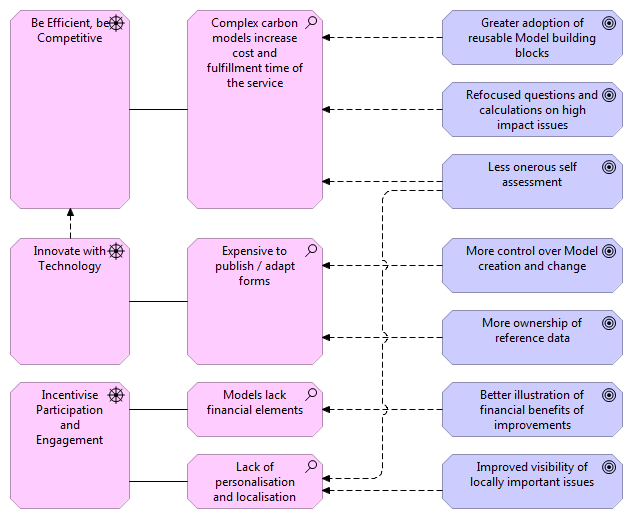 Be Efficient, be
Competitive
Complex carbon
models increase
cost and
fulfillment time of
the service
Greater adoption of
reusable Model building
blocks
Refocused questions and
calculations on high
impact issues
Less onerous self
assessment
Innovate with
Technology
Expensive to
publish / adapt
forms
More control over Model
creation and change
More ownership of
reference data
Incentivise
Participation
and
Engagement
Models lack
financial elements
Better illustration of
financial benefits of
improvements
Lack of
personalisation
and localisation
Improved visibility of
locally important issues